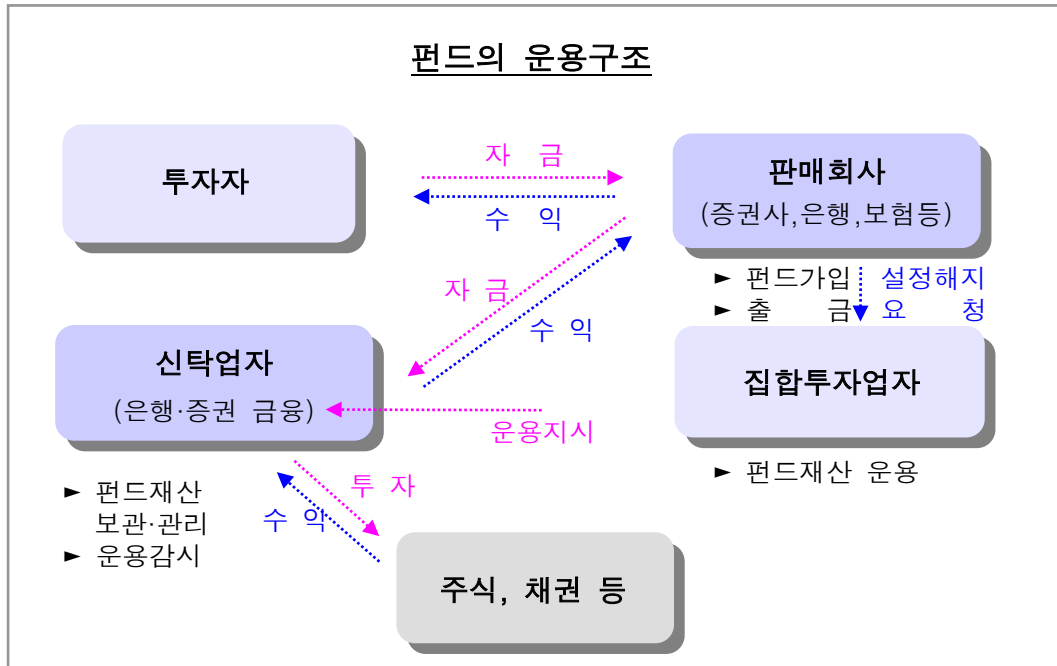 펀드의 운용구조
투자자
자 금
수 익
판매회사
(증권사,은행,보험등)
► 펀드가입
► 출 금
설정해지
요 청
자 금
수 익
신탁업자
(은행·증권 금융)
집합투자업자
운용지시
► 펀드재산 운용
► 펀드재산
보관·관리
► 운용감시
투 자
수 익
주식, 채권 등